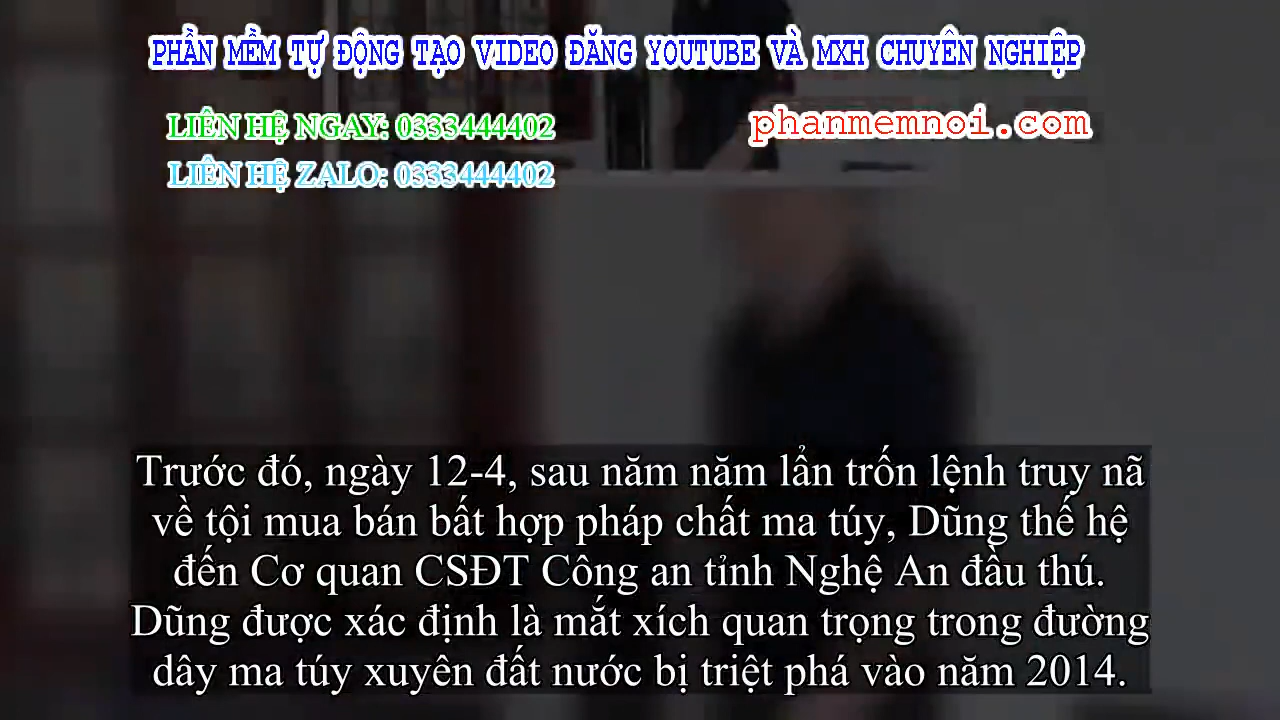 PHẦN MỀM TỰ ĐỘNG TẠO VIDEO ĐĂNG YOUTUBE VÀ MXH CHUYÊN NGHIỆP
LIÊN HỆ NGAY: 0333444402
phanmemnoi.com
LIÊN HỆ ZALO: 0333444402
Trước đó, ngày 12-4, sau năm năm lẩn trốn lệnh truy nã
về tội mua bán bất hợp pháp chất ma túy, Dũng thế hệ
đến Cơ quan CSĐT Công an tỉnh Nghệ An đầu thú.
Dũng được xác định là mắt xích quan trọng trong đường
dây ma túy xuyên đất nước bị triệt phá vào năm 2014.